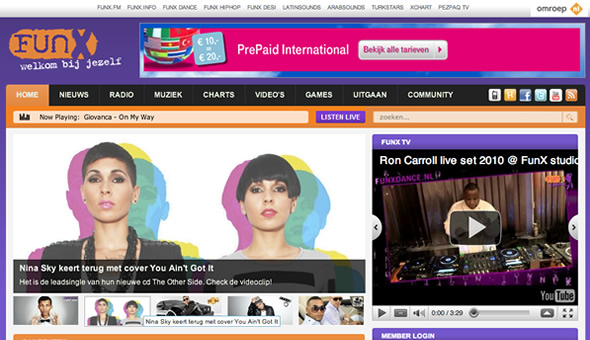 FUNX.FM FUNX.INFO FUNX DANCE FUNX HIPHOP FUNX DESI LATINSOUNDS ARABSOUNDS TURKSTARS XCHART PEZPAQ TV omroep.nl
FUNX
welkom bij jezelf
€ 10,-
=
€ 20,-
PrePaid International
Bekijk alle tarieven
HOME NIEUWS RADIO MUZIEK CHARTS VIDEO'S GAMES UITGAAN COMMUNITY
Now Playing: Giovanca - On My Way
LISTEN LIVE
zoeken...
FUNX TV
Ron Carroll live set 2010 @ FunX studio
FUNXDANCE.NL
Nina Sky keert terug met cover You Ain't Got It
Het is de leadsingle van hun nieuwe cd The Other Side. Check de videoclip!
YouTube
0:00 / 3:29
Nina Sky keert terug met cover You Ain't Got It
MEMBER LOGIN